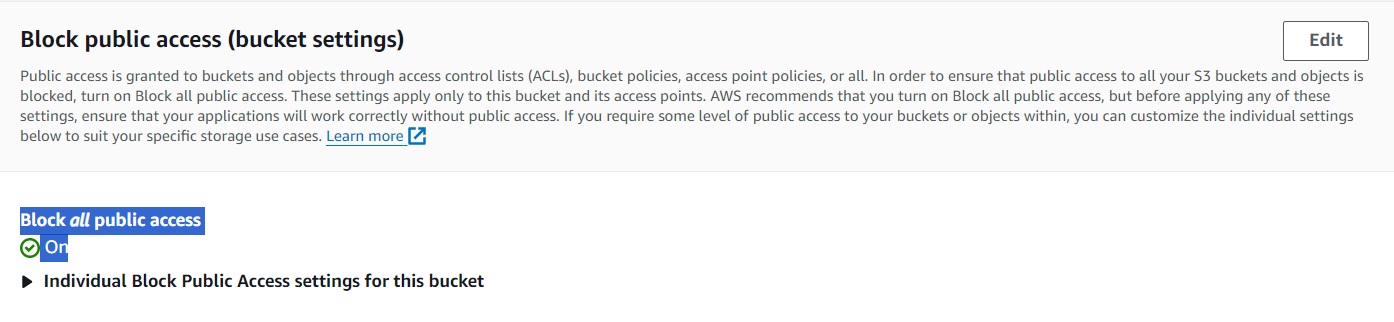 Block public access (bucket settings)
Edit
Public access is granted to buckets and objects through access control lists (ACLs), bucket policies, access point policies, or all. In order to ensure that public access to all your S3 buckets and objects is
blocked, turn on Block all public access. These settings apply only to this bucket and its access points. AWS recommends that you turn on Block all public access, but before applying any of these
settings, ensure that your applications will work correctly without public access. If you require some level of public access to your buckets or objects within, you can customize the individual settings
below to suit your specific storage use cases. Learn more
Block all public access
On
Individual Block Public Access settings for this bucket